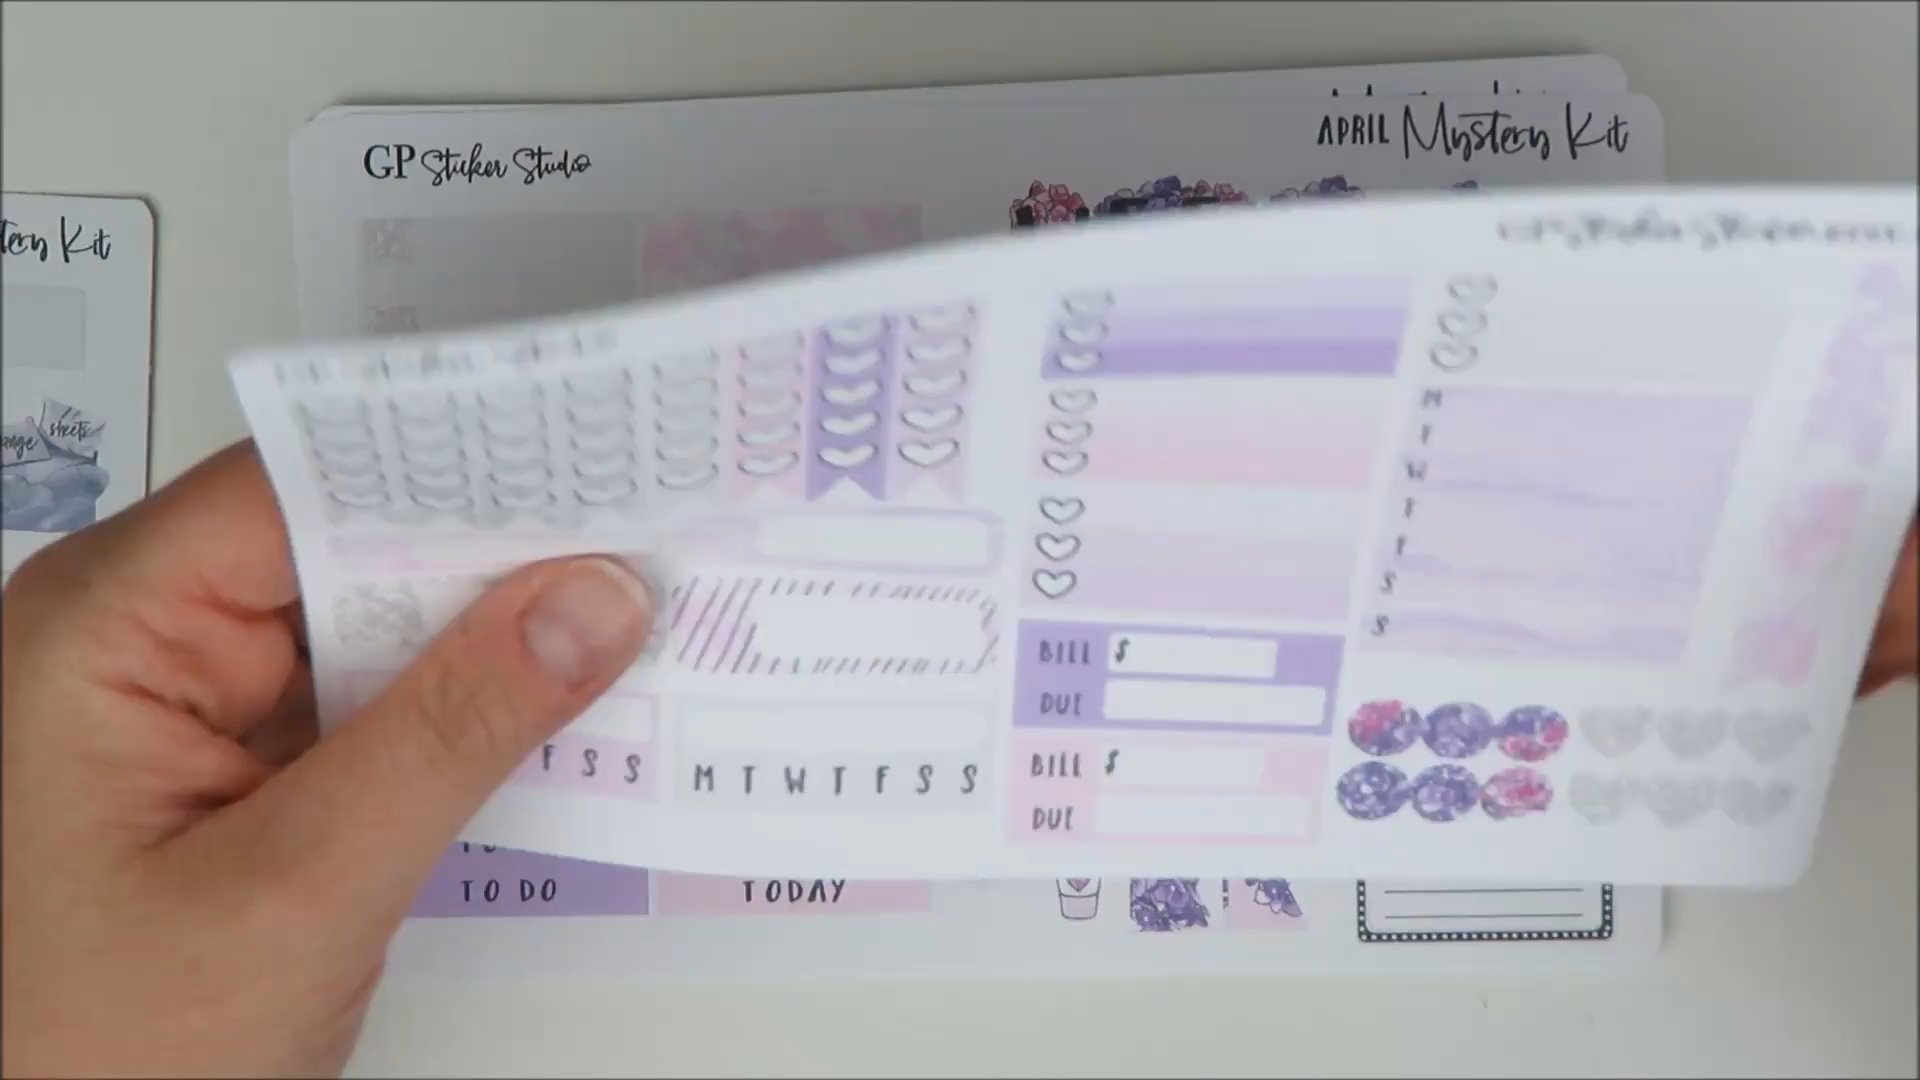 GP Sticker Studio
APRIL Mystery Kit
Kit
sheets
M
T
W
T
F
S
S
BILL $
DUE
BILL $
DUE
F S S
M T W T F S S
TO DO
TODAY